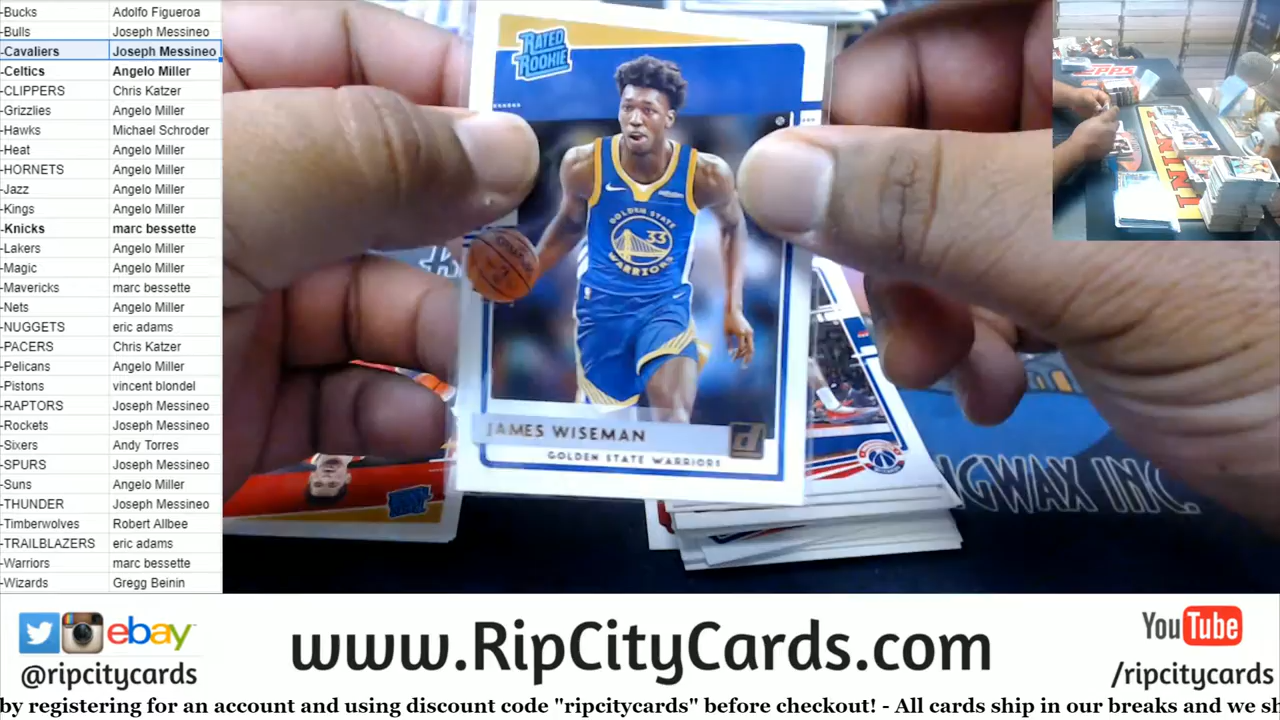 -Bucks Adolfo Figueroa
-Bulls Joseph Messineo
-Cavaliers Joseph Messineo
-Celtics Angelo Miller
-CLIPPERS Chris Katzer
-Grizzlies Angelo Miller
-Hawks Michael Schroder
-Heat Angelo Miller
-HORNETS Angelo Miller
-Jazz Angelo Miller
-Kings Angelo Miller
-Knicks marc bessette
-Lakers Angelo Miller
-Magic Angelo Miller
-Mavericks marc bessette
-Nets Angelo Miller
-NUGGETS eric adams
-PACERS Chris Katzer
-Pelicans Angelo Miller
-Pistons vincent blondel
-RAPTORS Joseph Messineo
-Rockets Joseph Messineo
-Sixers Andy Torres
-SPURS Joseph Messineo
-Suns Angelo Miller
-THUNDER Joseph Messineo
-Timberwolves Robert Allbee
-TRAILBLAZERS eric adams
-Warriors marc bessette
-Wizards Gregg Beinin
RATED
ROOKIE
GOLDEN STATE
33
WARRIORS
JAMES WISEMAN
d
GOLDEN STATE WARRIORS
GWAX INC.
TOPPS
ebay
@ripcitycards
www.RipCityCards.com
YouTube
/ripcitycards
by registering for an account and using discount code "ripcitycards" before checkout! - All cards ship in our breaks and we sh